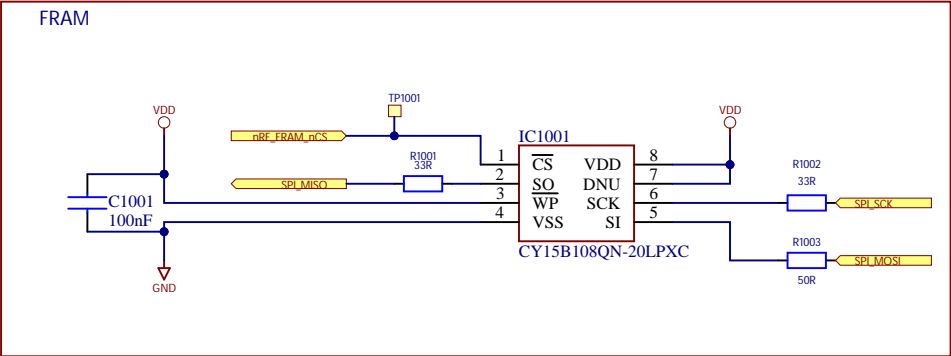 FRAM
TP1001
VDD
VDD
nRF_FRAM_nCS
IC1001
R1001
33R
1
CS
VDD
8
R1002
33R
SPI_MISO
2
SO
DNU
7
C1001
100nF
3
WP
SCK
6
SPI_SCK
4
VSS
SI
5
CY15B108QN-20LPXC
R1003
SPI_MOSI
50R
GND